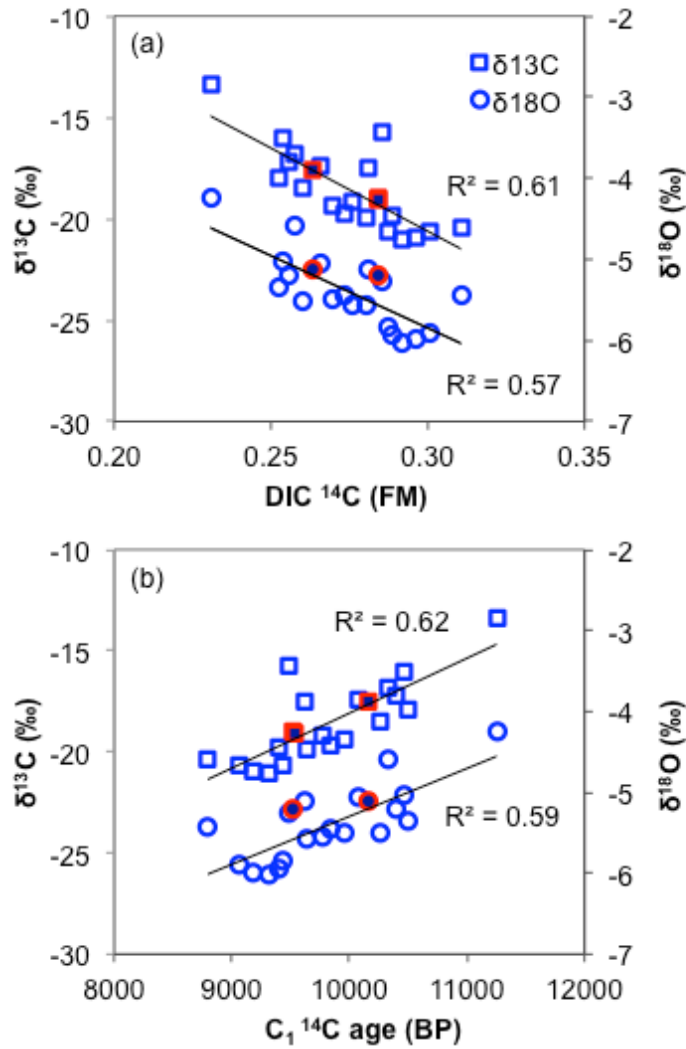 (a)
δ13C
δ18O
R² = 0.61
R² = 0.57
-10
-15
-20
-25
-30
δ¹³C (‰)
-2
-3
-4
-5
-6
-7
δ¹⁸O (‰)
0.20
0.25
0.30
0.35
DIC ¹⁴C (FM)
(b)
R² = 0.62
R² = 0.59
-10
-15
-20
-25
-30
δ¹³C (‰)
-2
-3
-4
-5
-6
-7
δ¹⁸O (‰)
8000
9000
10000
11000
12000
C₁ ¹⁴C age (BP)